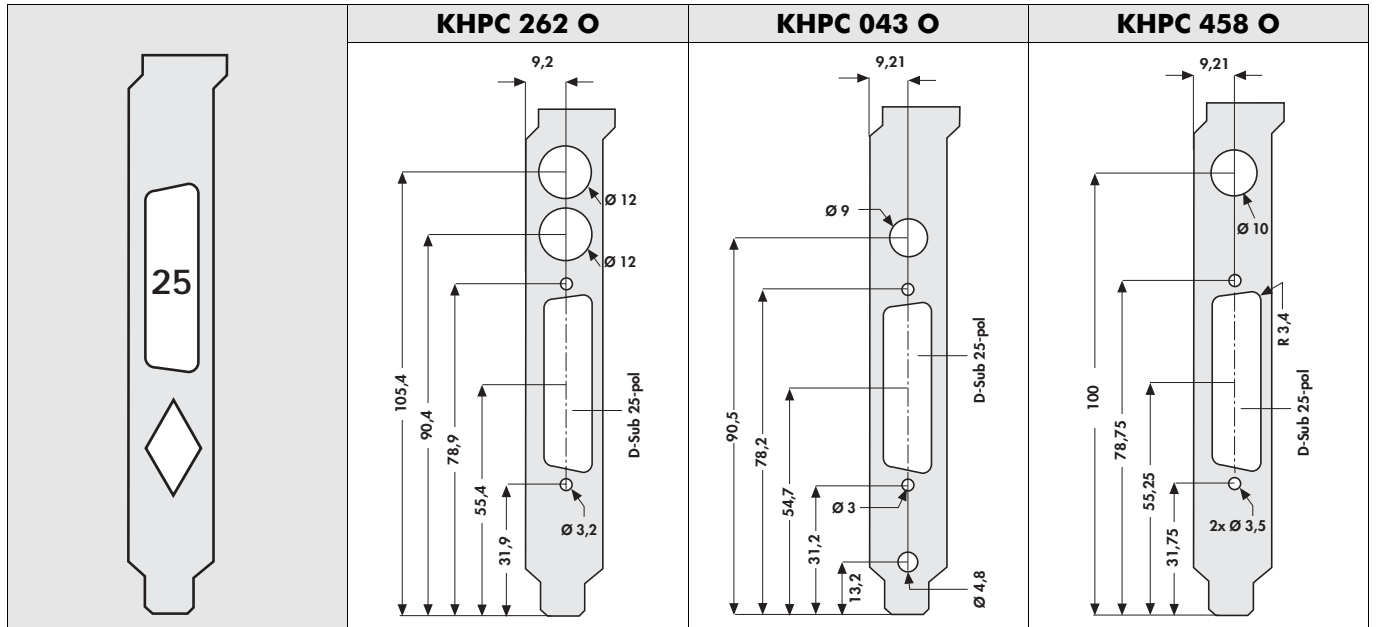 KHPC 262 O
KHPC 043 O
KHPC 458 O
25
9,2
Ø 12
Ø 12
105,4
90,4
78,9
55,4
31,9
Ø 3,2
D-Sub 25-pol
9,21
Ø 9
90,5
78,2
54,7
31,2
13,2
Ø 3
Ø 4,8
D-Sub 25-pol
9,21
Ø 10
R 3,4
100
78,75
55,25
31,75
2x Ø 3,5
D-Sub 25-pol